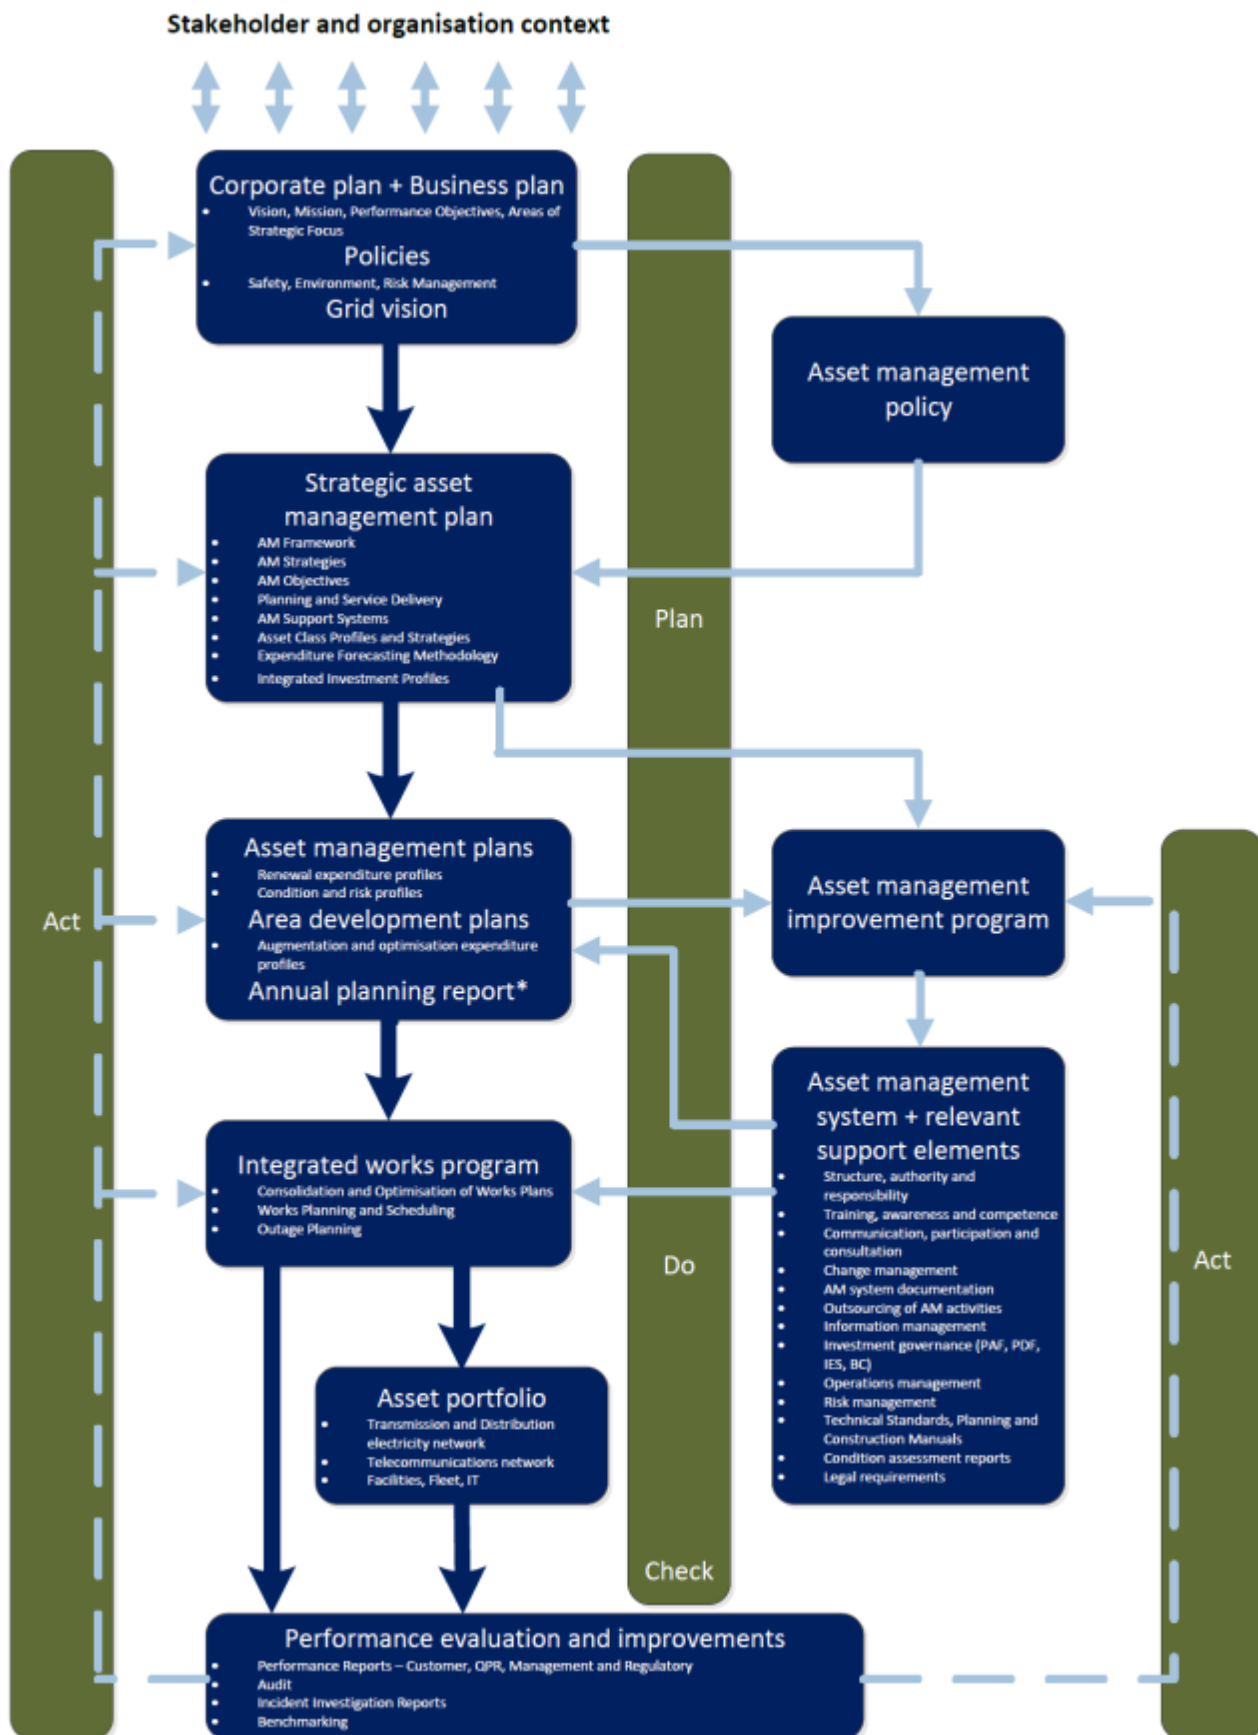 Stakeholder and organisation context
Corporate plan + Business plan
• Vision, Mission, Performance Objectives, Areas of
Strategic Focus
Policies
• Safety, Environment, Risk Management
Grid vision
Asset management
policy
Strategic asset
management plan
• AM Framework
• AM Strategies
• AM Objectives
• Planning and Service Delivery
• AM Support Systems
• Asset Class Profiles and Strategies
• Expenditure Forecasting Methodology
• Integrated Investment Profiles
Plan
Asset management plans
• Renewal expenditure profiles
• Condition and risk profiles
Area development plans
• Augmentation and optimisation expenditure
profiles
Annual planning report*
Asset management
improvement program
Act
Integrated works program
• Consolidation and Optimisation of Works Plans
• Works Planning and Scheduling
• Outage Planning
Do
Asset management
system + relevant
support elements
• Structure, authority and
responsibility
• Training, awareness and competence
• Communication, participation and
consultation
• Change management
• AM system documentation
• Outsourcing of AM activities
• Information management
• Investment governance (PAF, PDF,
IES, BC)
• Operations management
• Risk management
• Technical Standards, Planning and
Construction Manuals
• Condition assessment reports
• Legal requirements
Act
Asset portfolio
• Transmission and Distribution
electricity network
• Telecommunications network
• Facilities, Fleet, IT
Check
Performance evaluation and improvements
• Performance Reports – Customer, QPR, Management and Regulatory
• Audit
• Incident Investigation Reports
• Benchmarking